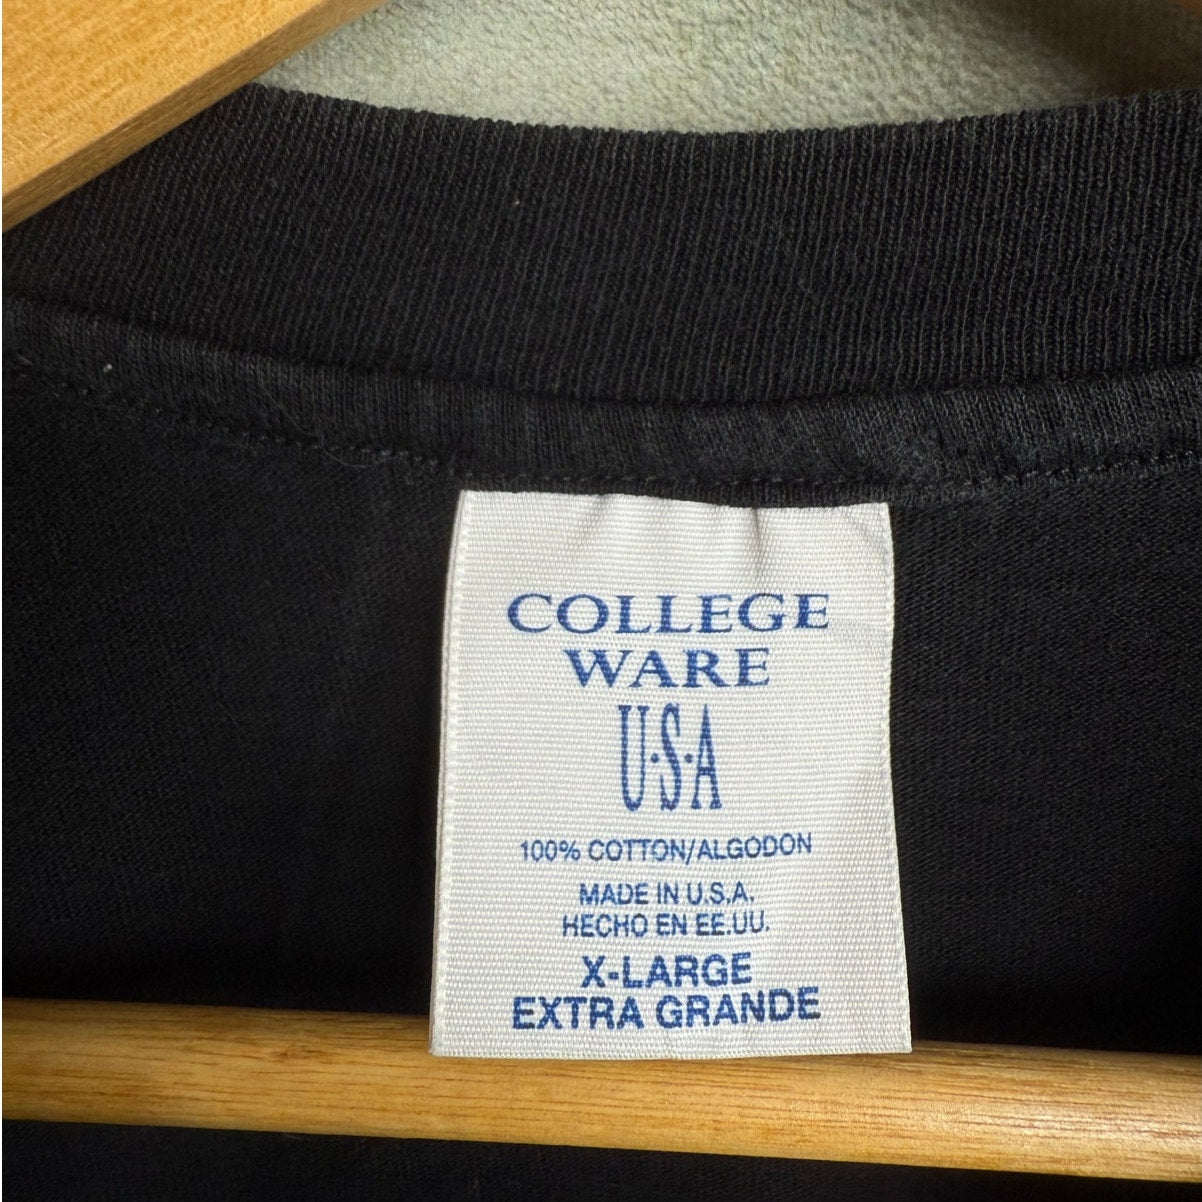 COLLEGE
WARE
U·S·A
100% COTTON/ALGODON
MADE IN U.S.A.
HECHO EN EE.UU.
X-LARGE
EXTRA GRANDE